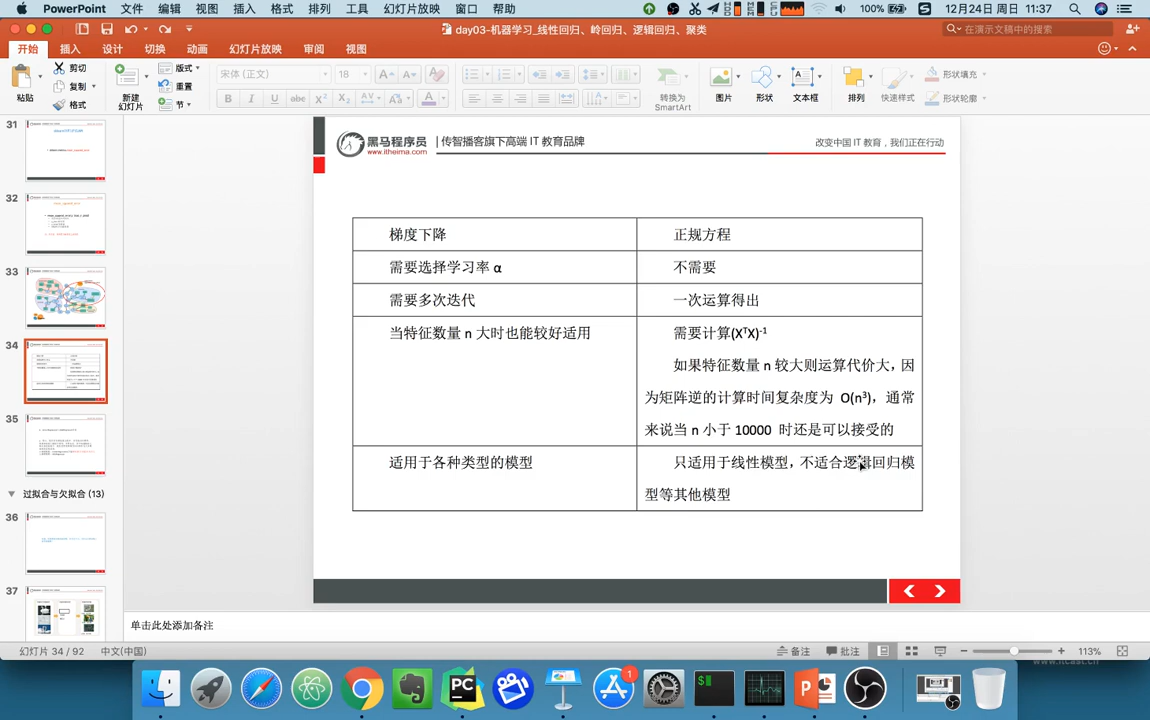 PowerPoint 文件 编辑 视图 插入 格式 排列 工具 幻灯片放映 窗口 帮助 100% 12月24日 周日 11:37
day03-机器学习_线性回归、岭回归、逻辑回归、聚类
在演示文稿中的搜索
开始 插入 设计 切换 动画 幻灯片放映 审阅 视图
粘贴 剪切 复制 格式 新建 幻灯片 版式 重置 节 宋体 (正文) 18 转换为 SmartArt 图片 形状 文本框 排列 快速样式 形状填充 形状轮廓
31
32
33
34
35
过拟合与欠拟合 (13)
36
37
黑马程序员
www.itheima.com
传智播客旗下高端 IT 教育品牌
改变中国 IT 教育，我们正在行动
梯度下降 正规方程
需要选择学习率 α 不需要
需要多次迭代 一次运算得出
当特征数量 n 大时也能较好适用 需要计算(XᵀX)⁻¹
如果特征数量 n 较大则运算代价大，因
为矩阵逆的计算时间复杂度为 O(n³)，通常
来说当 n 小于 10000 时还是可以接受的
适用于各种类型的模型 只适用于线性模型，不适合逻辑回归模
型等其他模型
单击此处添加备注
幻灯片 34 / 92 中文(中国) 备注 批注 113%
www.itcast.cn